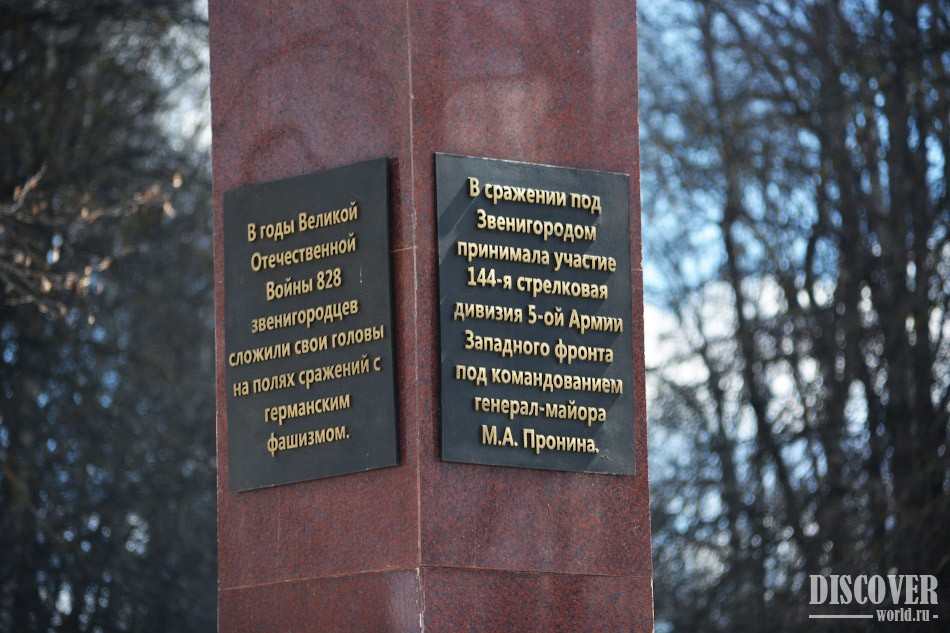 В годы Великой
Отечественной
Войны 828
звенигородцев
сложили свои головы
на полях сражений с
германским
фашизмом.
В сражении под
Звенигородом
принимала участие
144-я стрелковая
дивизия 5-ой Армии
Западного фронта
под командованием
генерал-майора
М.А. Пронина.
DISCOVER
world.ru